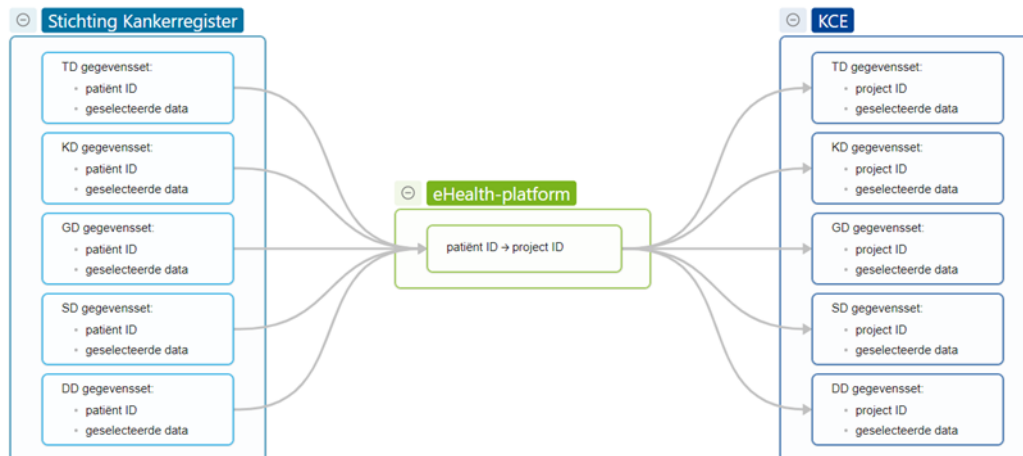 Stichting Kankerregister
TD gegevensset:
• patiënt ID
• geselecteerde data
KD gegevensset:
• patiënt ID
• geselecteerde data
GD gegevensset:
• patiënt ID
• geselecteerde data
SD gegevensset:
• patiënt ID
• geselecteerde data
DD gegevensset:
• patiënt ID
• geselecteerde data
eHealth-platform
patiënt ID → project ID
KCE
TD gegevensset:
• project ID
• geselecteerde data
KD gegevensset:
• project ID
• geselecteerde data
GD gegevensset:
• project ID
• geselecteerde data
SD gegevensset:
• project ID
• geselecteerde data
DD gegevensset:
• project ID
• geselecteerde data